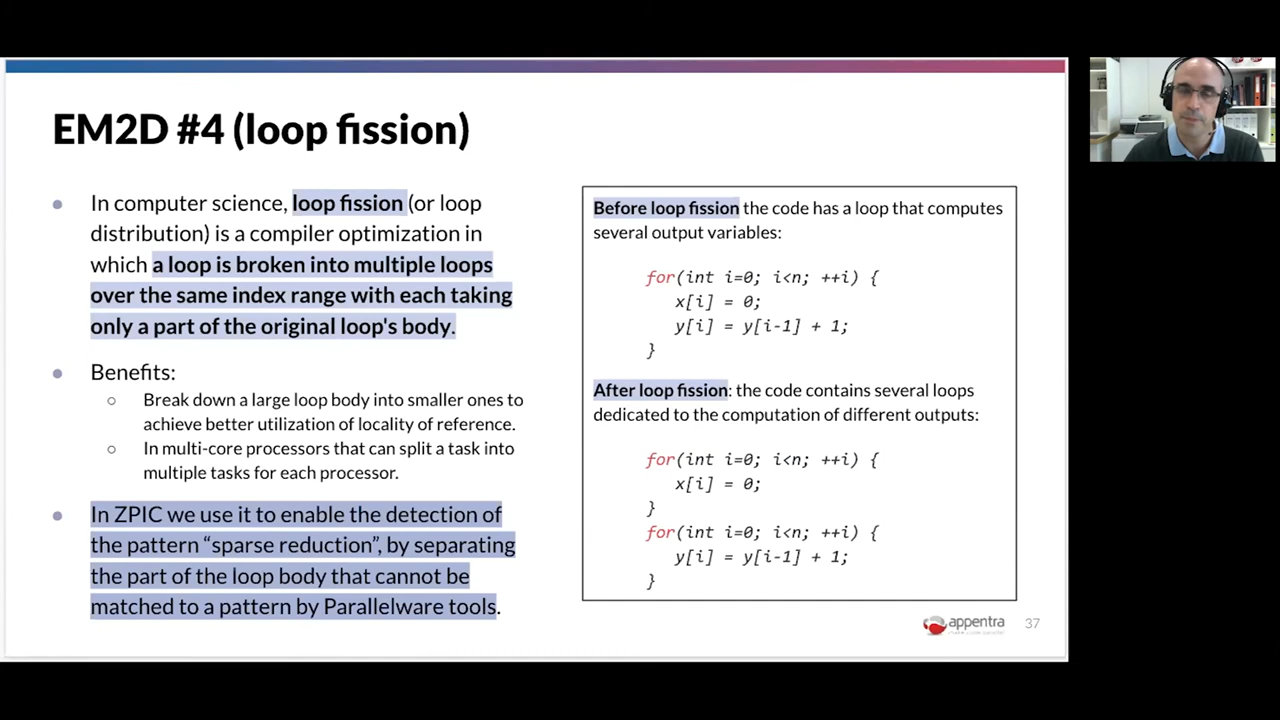 EM2D #4 (loop fission)
In computer science, loop fission (or loop
distribution) is a compiler optimization in
which a loop is broken into multiple loops
over the same index range with each taking
only a part of the original loop's body.
Benefits:
Break down a large loop body into smaller ones to
achieve better utilization of locality of reference.
In multi-core processors that can split a task into
multiple tasks for each processor.
In ZPIC we use it to enable the detection of
the pattern “sparse reduction”, by separating
the part of the loop body that cannot be
matched to a pattern by Parallelware tools.
Before loop fission the code has a loop that computes
several output variables:
for(int i=0; i<n; ++i) {
x[i] = 0;
y[i] = y[i-1] + 1;
}
After loop fission: the code contains several loops
dedicated to the computation of different outputs:
for(int i=0; i<n; ++i) {
x[i] = 0;
}
for(int i=0; i<n; ++i) {
y[i] = y[i-1] + 1;
}
appentra
37